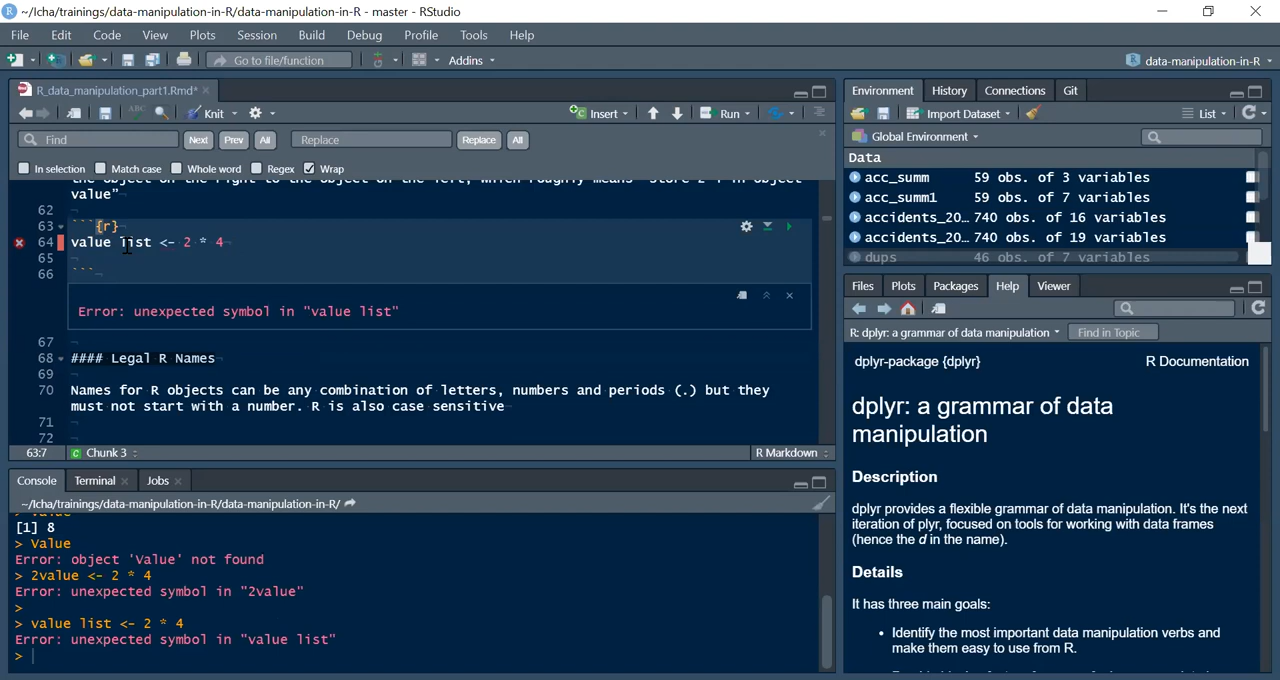 ~/Icha/trainings/data-manipulation-in-R/data-manipulation-in-R - master - RStudio
File Edit Code View Plots Session Build Debug Profile Tools Help
Go to file/function Addins data-manipulation-in-R
R_data_manipulation_part1.Rmd*
ABC Knit Insert Run
Find Next Prev All Replace Replace All
In selection Match case Whole word Regex Wrap
value"
62
63 ```{r}
64 value list <- 2 * 4
65
66 ```
Error: unexpected symbol in "value list"
67
68 #### Legal R Names
69
70 Names for R objects can be any combination of letters, numbers and periods (.) but they
must not start with a number. R is also case sensitive
71
72
63:7 Chunk 3 R Markdown
Console Terminal Jobs
~/Icha/trainings/data-manipulation-in-R/data-manipulation-in-R/
[1] 8
> Value
Error: object 'Value' not found
> 2value <- 2 * 4
Error: unexpected symbol in "2value"
>
> value list <- 2 * 4
Error: unexpected symbol in "value list"
>
Environment History Connections Git
Import Dataset List
Global Environment
Data
acc_summ 59 obs. of 3 variables
acc_summ1 59 obs. of 7 variables
accidents_20… 740 obs. of 16 variables
accidents_20… 740 obs. of 19 variables
dups 46 obs. of 7 variables
Files Plots Packages Help Viewer
R: dplyr: a grammar of data manipulation Find in Topic
dplyr-package {dplyr} R Documentation
dplyr: a grammar of data
manipulation
Description
dplyr provides a flexible grammar of data manipulation. It's the next
iteration of plyr, focused on tools for working with data frames
(hence the d in the name).
Details
It has three main goals:
• Identify the most important data manipulation verbs and
make them easy to use from R.